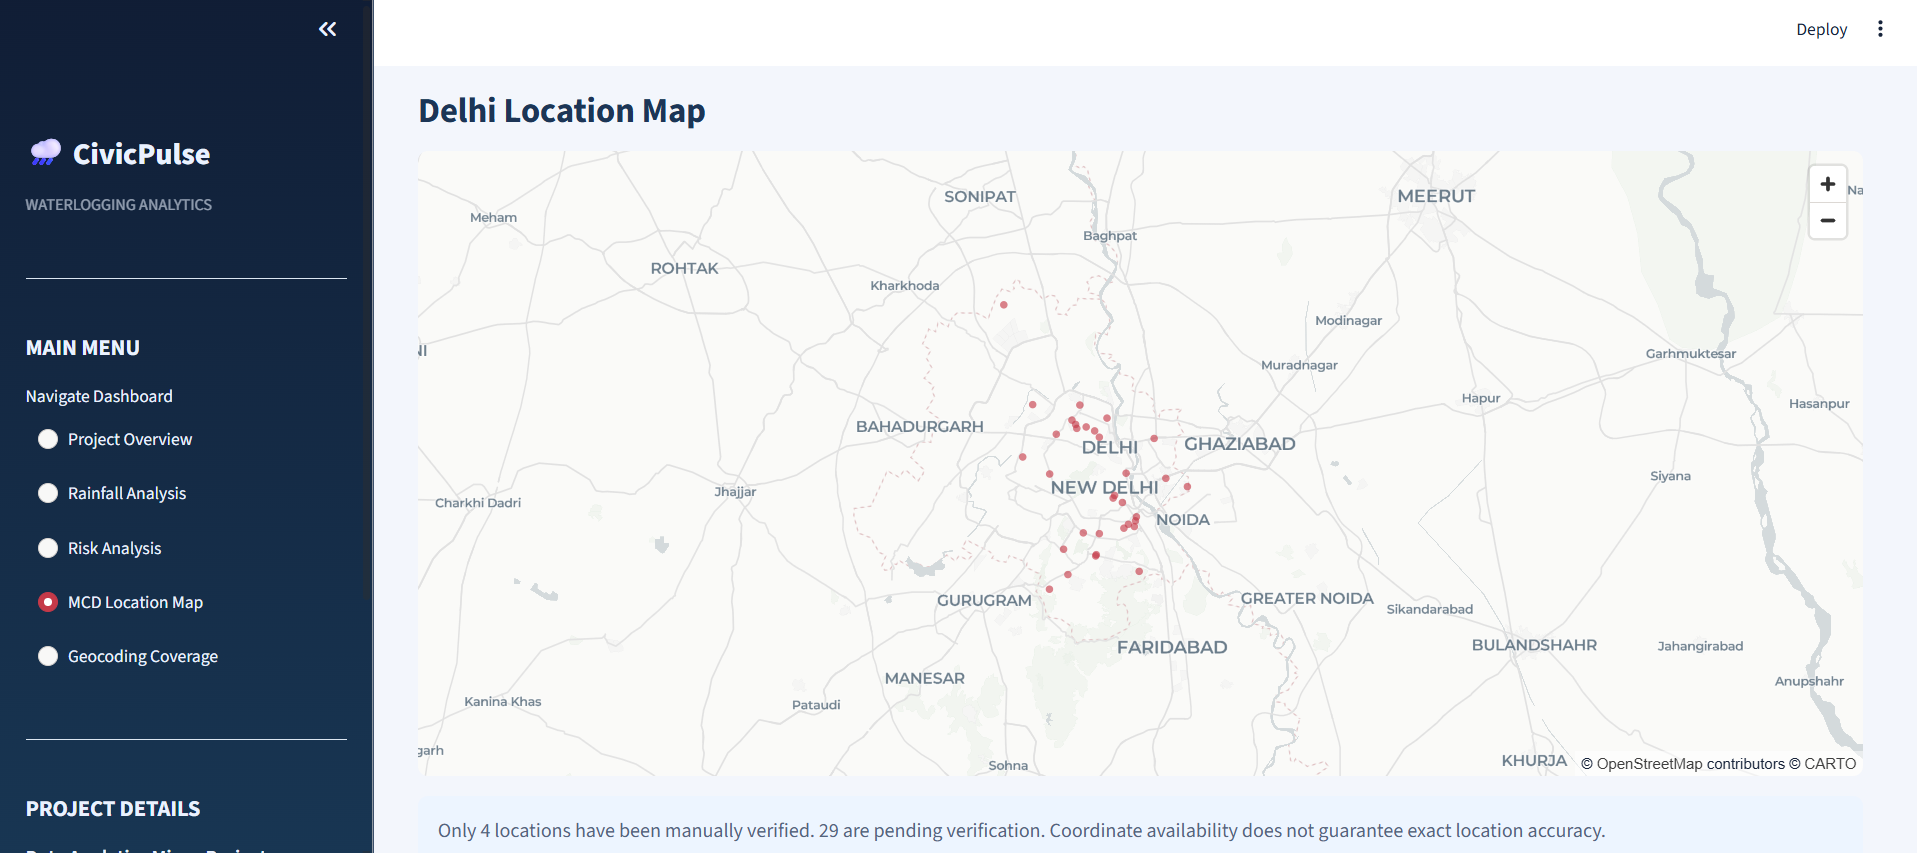 Deploy
CivicPulse
WATERLOGGING ANALYTICS
MAIN MENU
Navigate Dashboard
Project Overview
Rainfall Analysis
Risk Analysis
MCD Location Map
Geocoding Coverage
PROJECT DETAILS
Delhi Location Map
SONIPAT
MEERUT
Na
Meham
Baghpat
ROHTAK
Kharkhoda
Modinagar
NI
Garhmuktesar
Muradnagar
Hapur
Hasanpur
BAHADURGARH
DELHI
GHAZIABAD
Siyana
NEW DELHI
Jhajjar
Charkhi Dadri
NOIDA
GURUGRAM
GREATER NOIDA
Sikandarabad
FARIDABAD
BULANDSHAHR
Jahangirabad
MANESAR
Anupshahr
Kanina Khas
Pataudi
garh
Sohna
KHURJA
© OpenStreetMap contributors © CARTO
Only 4 locations have been manually verified. 29 are pending verification. Coordinate availability does not guarantee exact location accuracy.